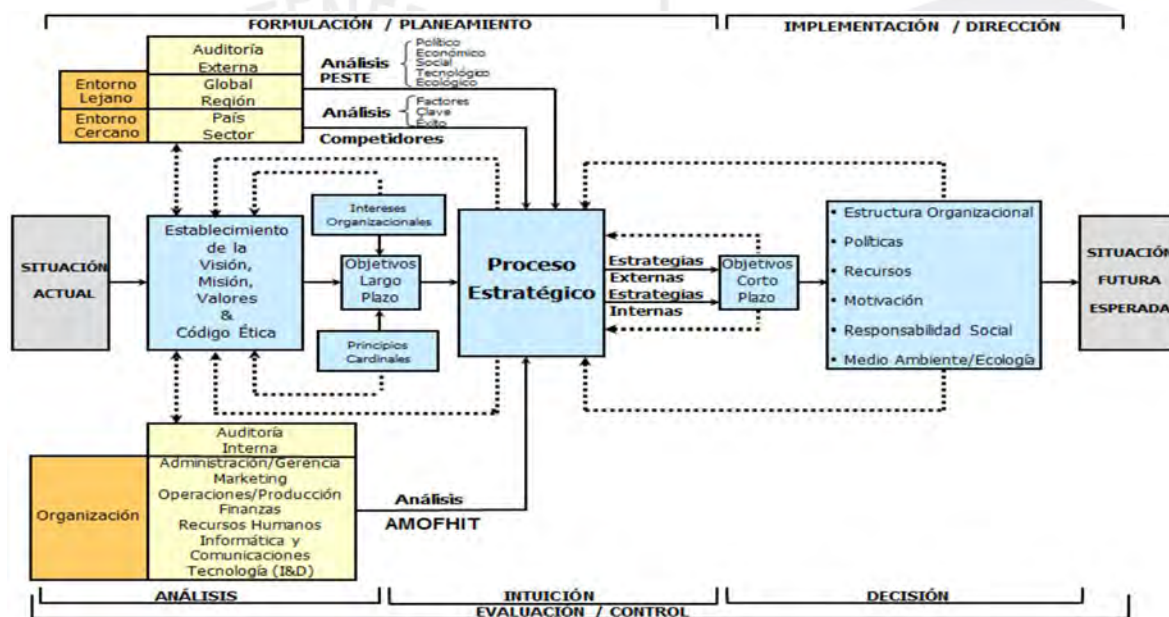 FORMULACIÓN / PLANEAMIENTO
IMPLEMENTACIÓN / DIRECCIÓN
Auditoría
Externa
Entorno
Lejano
Global
Región
Entorno
Cercano
País
Sector
Análisis
PESTE
Político
Económico
Social
Tecnológico
Ecológico
Análisis
Competidores
Factores
Clave
Éxito
SITUACIÓN
ACTUAL
Establecimiento
de la
Visión,
Misión,
Valores
&
Código Ética
Intereses
Organizacionales
Objetivos
Largo
Plazo
Principios
Cardinales
Proceso
Estratégico
Estrategias
Externas
Estrategias
Internas
Objetivos
Corto
Plazo
• Estructura Organizacional
• Políticas
• Recursos
• Motivación
• Responsabilidad Social
• Medio Ambiente/Ecología
SITUACIÓN
FUTURA
ESPERADA
Organización
Auditoría
Interna
Administración/Gerencia
Marketing
Operaciones/Producción
Finanzas
Recursos Humanos
Informática y
Comunicaciones
Tecnología (I&D)
Análisis
AMOFHIT
ANÁLISIS
INTUICIÓN
DECISIÓN
EVALUACIÓN / CONTROL